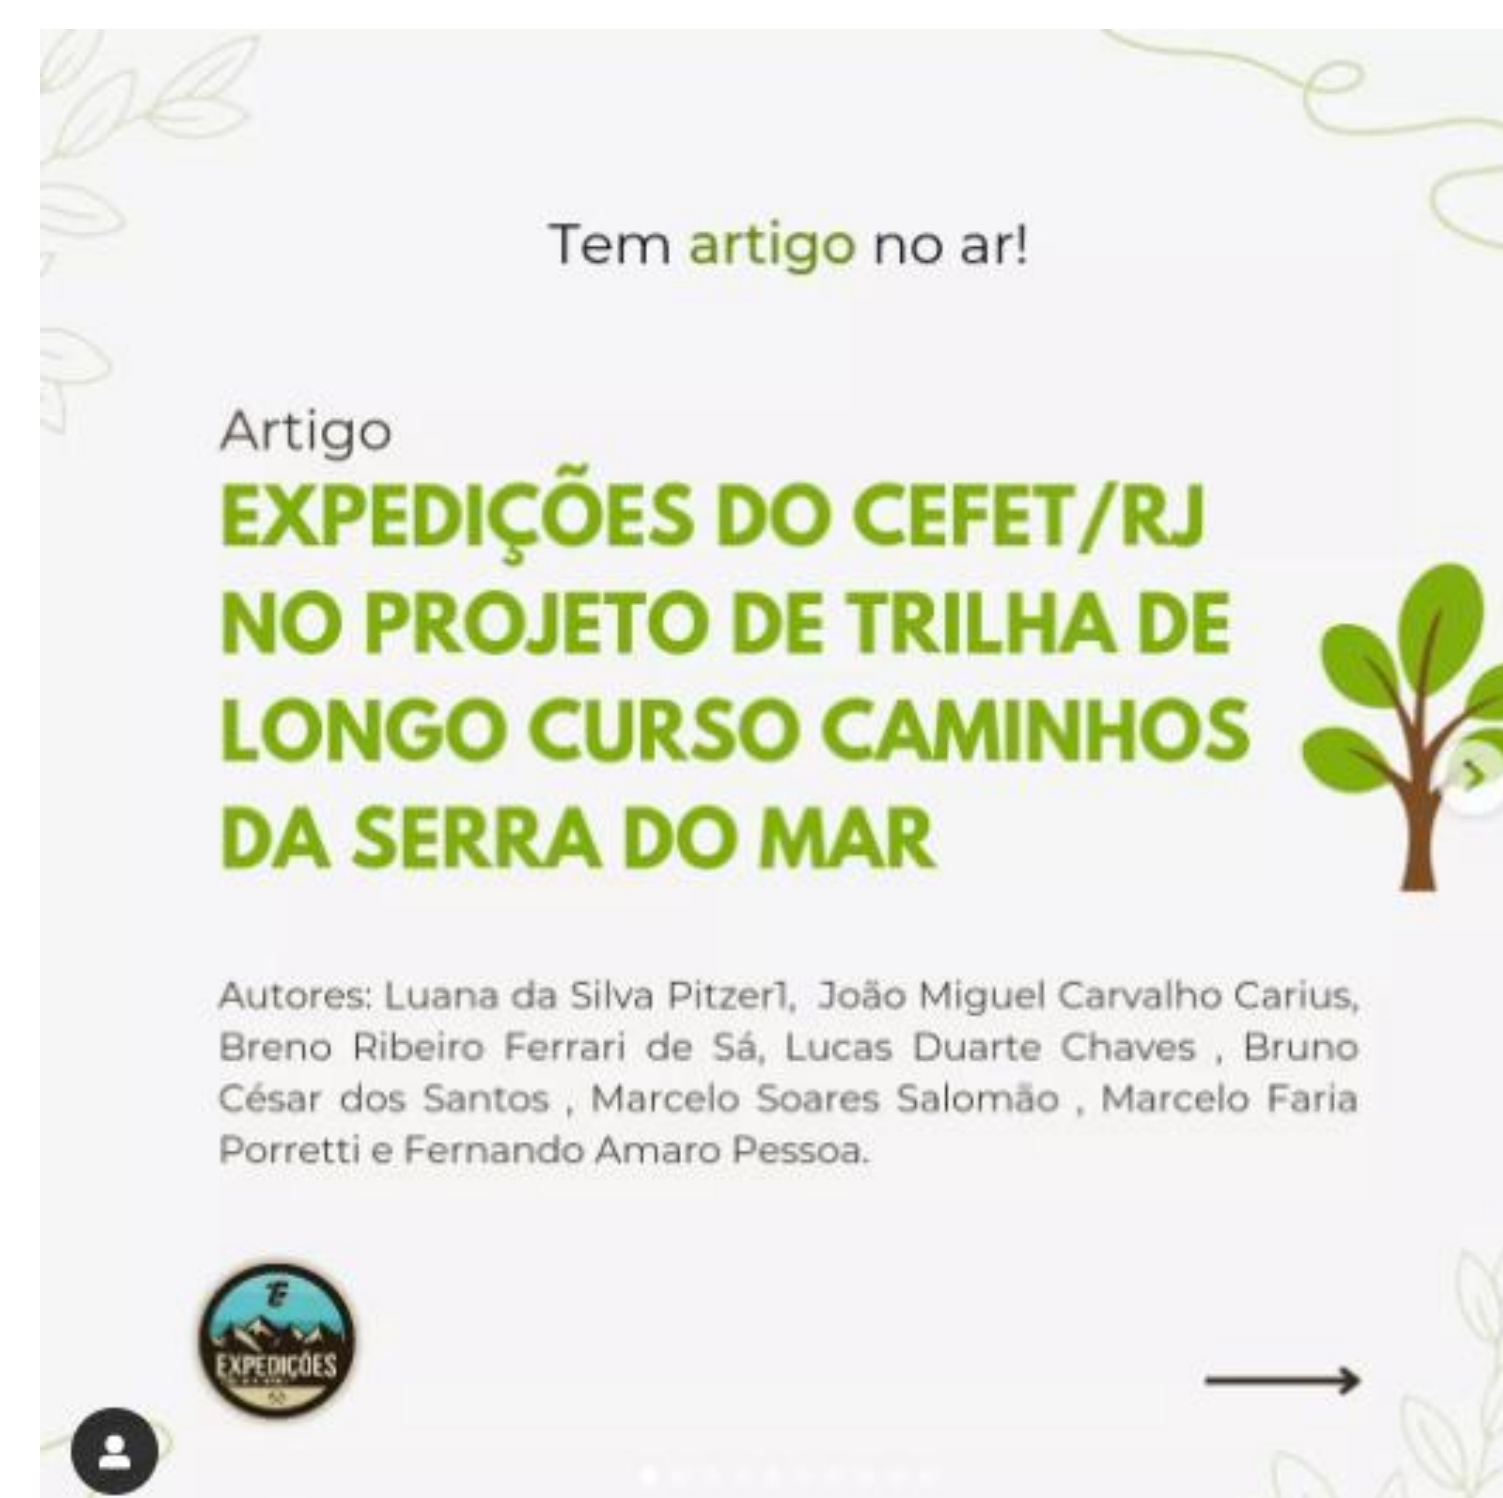 Tem artigo no ar!
Artigo
EXPEDIÇÕES DO CEFET/RJ
NO PROJETO DE TRILHA DE
LONGO CURSO CAMINHOS
DA SERRA DO MAR
Autores: Luana da Silva Pitzer1, João Miguel Carvalho Carius,
Breno Ribeiro Ferrari de Sá, Lucas Duarte Chaves , Bruno
César dos Santos , Marcelo Soares Salomão , Marcelo Faria
Porretti e Fernando Amaro Pessoa.
EXPEDIÇÕES